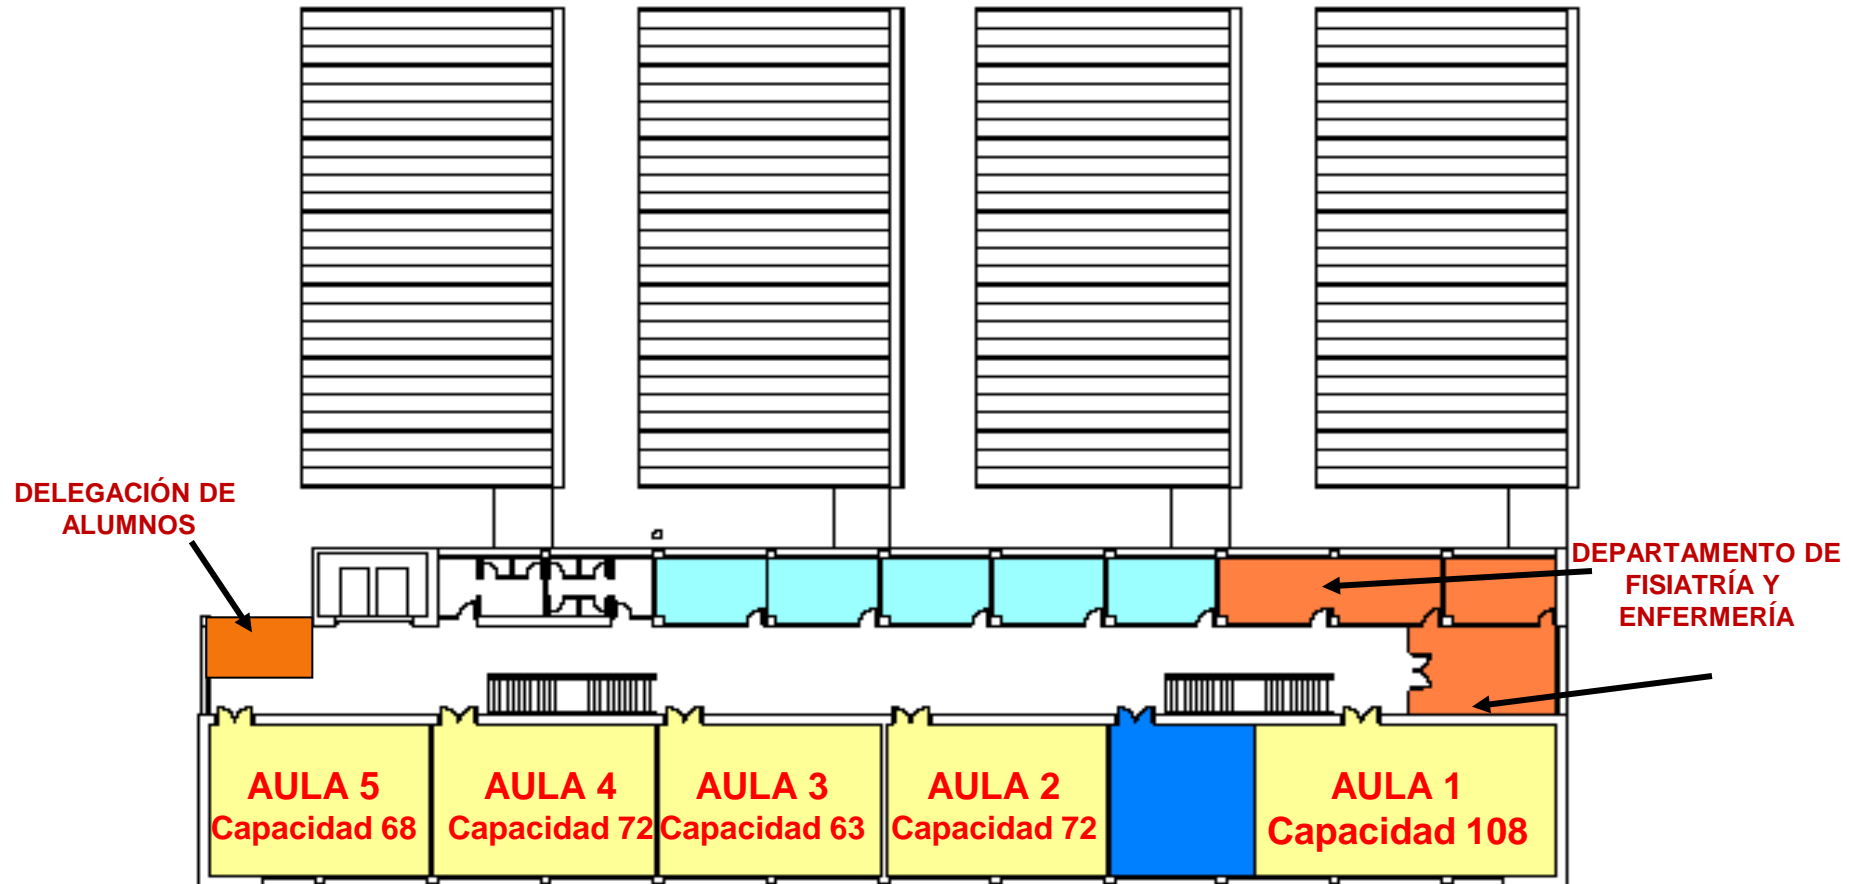 DELEGACIÓN DE
ALUMNOS
DEPARTAMENTO DE
FISIATRÍA Y
ENFERMERÍA
AULA 5
Capacidad 68
AULA 4
Capacidad 72
AULA 3
Capacidad 63
AULA 2
Capacidad 72
AULA 1
Capacidad 108